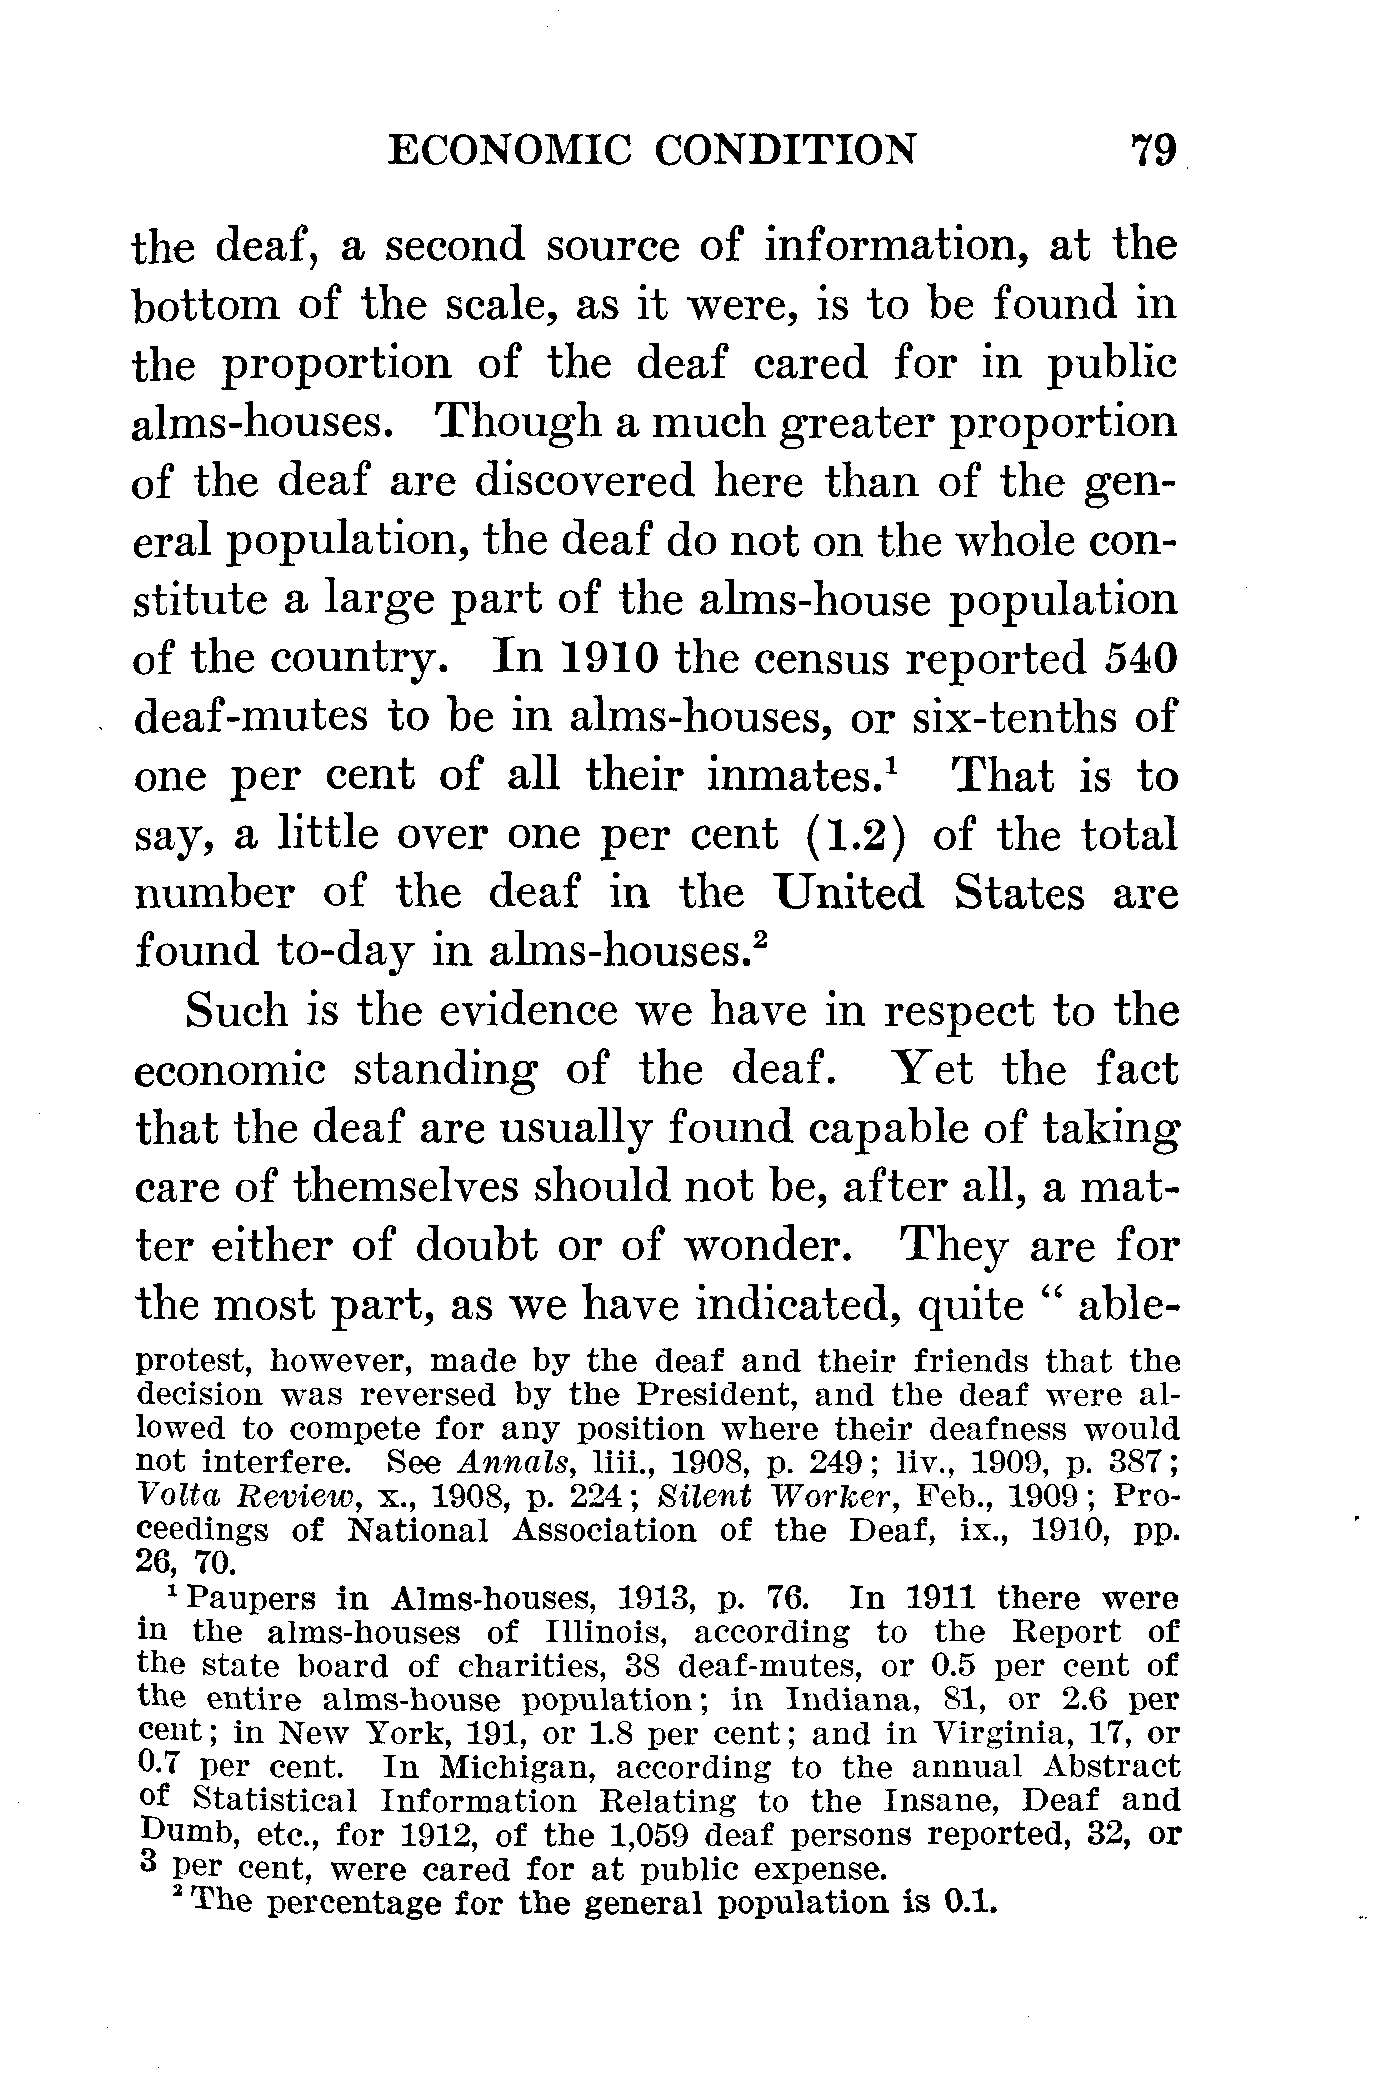 ECONOMIC CONDITION 79
the deaf, a second source of information, at the
bottom of the scale, as it were, is to be found in
the proportion of the deaf cared for in public
alms-houses. Though a much greater proportion
of the deaf are discovered here than of the gen-
eral population, the deaf do not on the whole con-
stitute a large part of the alms-house population
of the country. In 1910 the census reported 540
deaf-mutes to be in alms-houses, or six-tenths of
one per cent of all their inmates.¹ That is to
say, a little over one per cent (1.2) of the total
number of the deaf in the United States are
found to-day in alms-houses.²
Such is the evidence we have in respect to the
economic standing of the deaf. Yet the fact
that the deaf are usually found capable of taking
care of themselves should not be, after all, a mat-
ter either of doubt or of wonder. They are for
the most part, as we have indicated, quite “ able-
protest, however, made by the deaf and their friends that the
decision was reversed by the President, and the deaf were al-
lowed to compete for any position where their deafness would
not interfere. See Annals, liii., 1908, p. 249; liv., 1909, p. 387;
Volta Review, x., 1908, p. 224; Silent Worker, Feb., 1909; Pro-
ceedings of National Association of the Deaf, ix., 1910, pp.
26, 70.
¹ Paupers in Alms-houses, 1913, p. 76. In 1911 there were
in the alms-houses of Illinois, according to the Report of
the state board of charities, 38 deaf-mutes, or 0.5 per cent of
the entire alms-house population; in Indiana, 81, or 2.6 per
cent; in New York, 191, or 1.8 per cent; and in Virginia, 17, or
0.7 per cent. In Michigan, according to the annual Abstract
of Statistical Information Relating to the Insane, Deaf and
Dumb, etc., for 1912, of the 1,059 deaf persons reported, 32, or
3 per cent, were cared for at public expense.
² The percentage for the general population is 0.1.